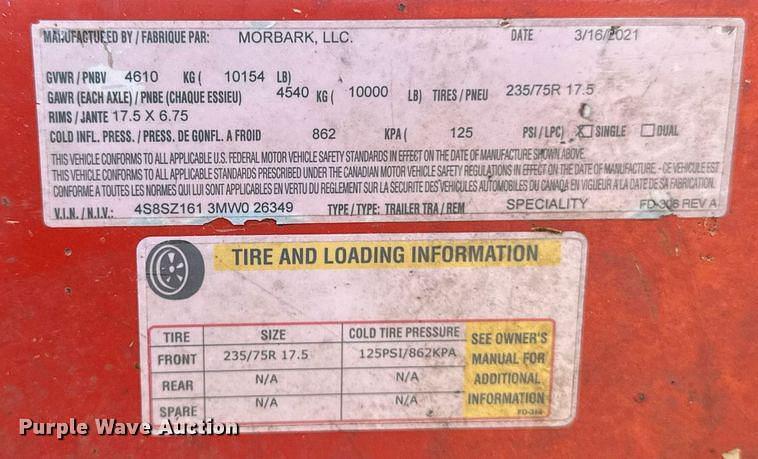 MANUFACTURED BY / FABRIQUE PAR: MORBARK, LLC. DATE 3/16/2021
GVWR / PNBV 4610 KG ( 10154 LB)
GAWR (EACH AXLE) / PNBE (CHAQUE ESSIEU) 4540 KG ( 10000 LB) TIRES / PNEU 235/75R 17.5
RIMS / JANTE 17.5 X 6.75
COLD INFL. PRESS. / PRESS. DE GONFL. A FROID 862 KPA ( 125 PSI / LPC) X SINGLE DUAL
THIS VEHICLE CONFORMS TO ALL APPLICABLE U.S. FEDERAL MOTOR VEHICLE SAFETY STANDARDS IN EFFECT ON THE DATE OF MANUFACTURE SHOWN ABOVE.
THIS VEHICLE CONFORMS TO ALL APPLICABLE STANDARDS PRESCRIBED UNDER THE CANADIAN MOTOR VEHICLE SAFETY REGULATIONS IN EFFECT ON THE DATE OF MANUFACTURE. - CE VEHICULE EST
CONFORME A TOUTES LES NORMES QUI LUI SONT APPLICABLES EN VERTU DU REGLEMENT SUR LA SECURITE DES VEHICULES AUTOMOBILES DU CANADA EN VIGUEUR A LA DATE DE SA FABRICATION.
V.I.N. / N.I.V.: 4S8SZ161 3MW0 26349 TYPE / TYPE: TRAILER TRA / REM SPECIALITY FD-306 REV A
TIRE AND LOADING INFORMATION
TIRE SIZE COLD TIRE PRESSURE
FRONT 235/75R 17.5 125PSI/862KPA
REAR N/A N/A
SPARE N/A N/A
SEE OWNER'S
MANUAL FOR
ADDITIONAL
INFORMATION
Purple Wave Auction